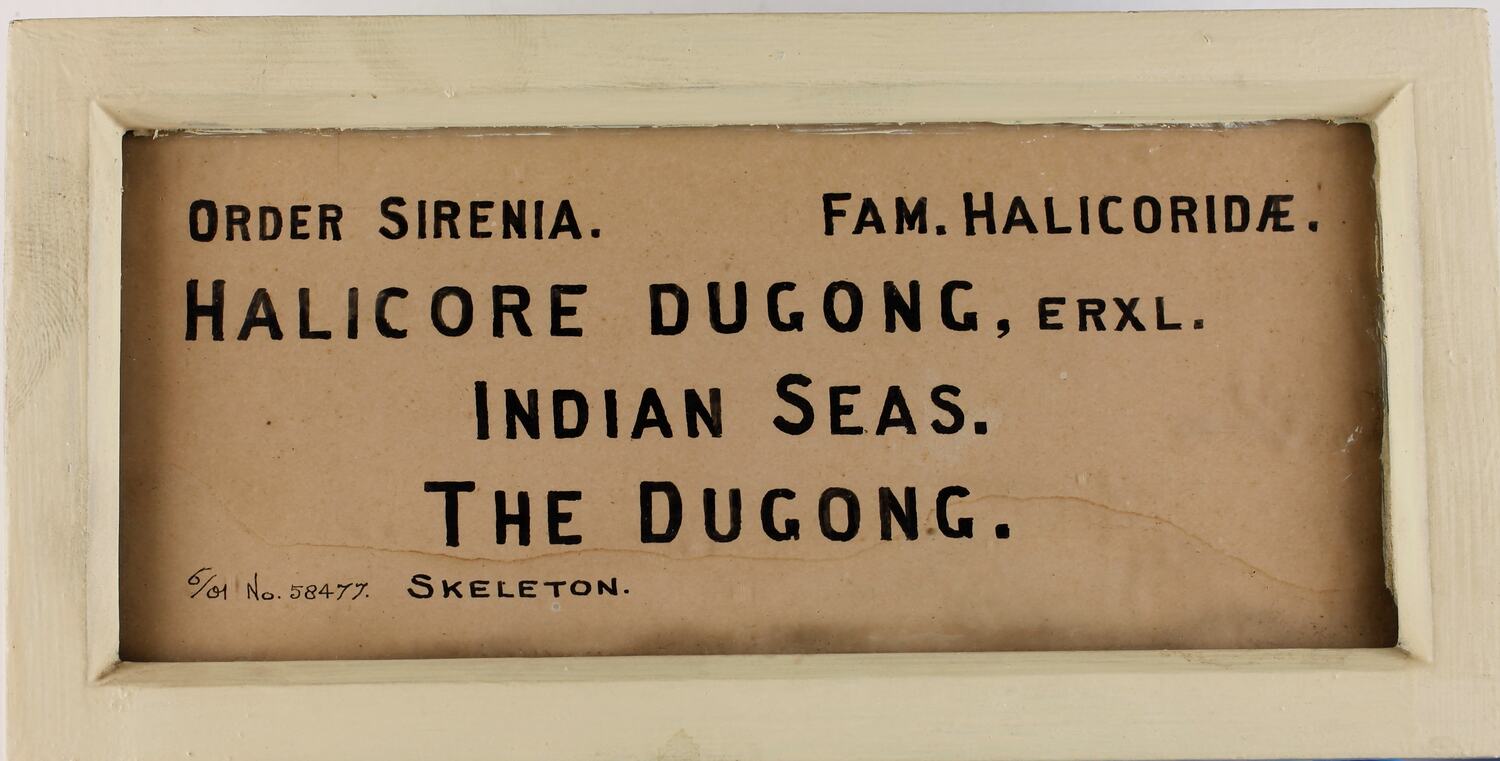 ORDER SIRENIA. FAM. HALICORIDÆ.
HALICORE DUGONG, ERXL.
INDIAN SEAS.
THE DUGONG.
6/01 No. 58477. SKELETON.